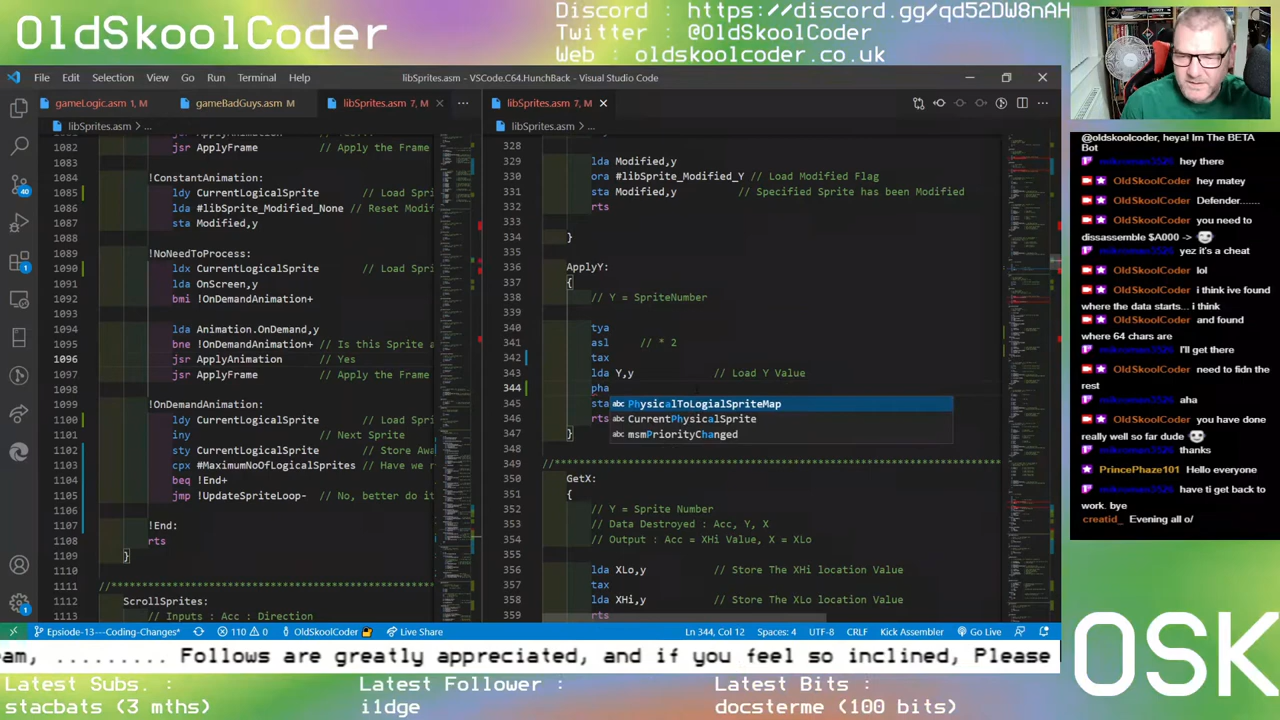 OldSkoolCoder
Discord : https://discord.gg/qd52DW8nAH
Twitter : @OldSkoolCoder
Web : oldskoolcoder.co.uk
File Edit Selection View Go Run Terminal Help
libSprites.asm - VSCode.C64.HunchBack - Visual Studio Code
gameLogic.asm 1, M
gameBadGuys.asm M
libSprites.asm 7, M
libSprites.asm > ...
jsr ApplyAnimation
1082 jsr ApplyFrame // Apply the Frame
1083
1084 !ConstantAnimation:
1085 ldy CurrentLogicalSprite // Load Spri
1086 lda #libSprite_Modified_None // Reset Modif
1087 sta Modified,y
1088
1089 !NoNeedToProcess:
1090 ldx CurrentLogicalSprite // Load Spri
1091 lda OnScreen,y
1092 bmi !OnDemandAnimation+
1093
1094 lda Animation.OnDemand,y
1095 bne !OnDemandAnimation+ // Is this Sprite a
1096 jsr ApplyAnimation // Yes
1097 jsr ApplyFrame // Apply the Frame
1098
1099 !OnDemandAnimation:
1100 ldy CurrentLogicalSprite // Load Spri
1101 iny // Next Sprite
1102 sty CurrentLogicalSprite // Store Awa
1103 cpx #MaximumNoOfLogicalSprites // Have we r
1104 beq !End+
1105 jmp !UpdateSpriteLoop- // No, better do it
1106
1107 !End:
1108 rts
1109 }
1110
1111 //****************************************
1112 ScrollSprites:
1113 // Inputs : Acc : Direction
libSprites.asm 7, M
libSprites.asm > ...
328
329 lda Modified,y
330 ora #libSprite_Modified_Y // Load Modified Flag
331 sta Modified,y // Specified Sprite has been Modified
332 rts
333
334 }
335
336 ApplyY:
337 {
338 // Y = SpriteNumber
339
340 tya
341 asl // * 2
342 tax
343 lda Y,y // Load Y Value
344 pha
345 sta
346 rts
347 }
PhysicalToLogialSpriteMap
CurrentPhysicalSprite
msmPriorityChanged
348
349 //****************************************
350 GetX:
351 {
352 // Y = Sprite Number
353 // Data Destroyed : Acc, Y, X
354 // Output : Acc = XHi Value, X = XLo
355
356 lda XLo,y // Store The XHi location Value
357 tax
358 lda XHi,y // Store The XLo location Value
359 rts
Epsiode-13---Coding-Changes* 110 0 OldSkoolCoder Live Share
Ln 344, Col 12 Spaces: 4 UTF-8 CRLF Kick Assembler Go Live
@oldskoolcoder, heya! Im The BETA
Bot
hey there
OldSkoolCoder hey matey
OldSkoolCoder Defender.......
OldSkoolCoder you need to
dissassemble $A000 ->
yez it's a cheat
OldSkoolCoder lol
OldSkoolCoder i think ive found
where the data starts... i think
OldSkoolCoder and found
where 64 chars are
I'll get there
OldSkoolCoder need to fidn the
rest
aha
OldSkoolCoder you have done
really well so far dude
thanks
PrincePhaze101 Hello everyone
have ti get back to
work. bye
creatid_ Evening all o/
eam, ......... Follows are greatly appreciated, and if you feel so inclined, Please
OSK
Latest Subs. :
stacbats (3 mths)
Latest Follower :
i1dge
Latest Bits :
docsterme (100 bits)